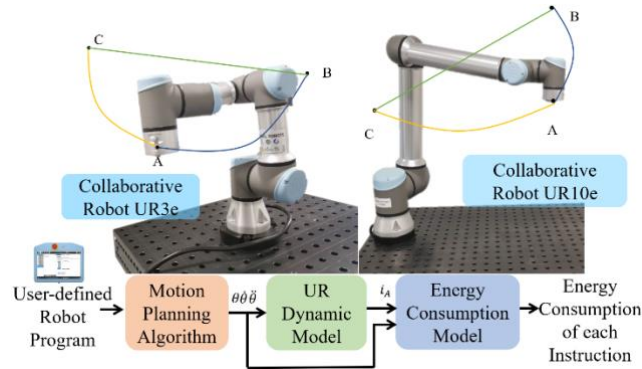 C
B
A
B
C
A
Collaborative
Robot UR3e
Collaborative
Robot UR10e
User-defined
Robot
Program
Motion
Planning
Algorithm
θθ̇θ̈
UR
Dynamic
Model
i_A
Energy
Consumption
Model
Energy
Consumption
of each
Instruction